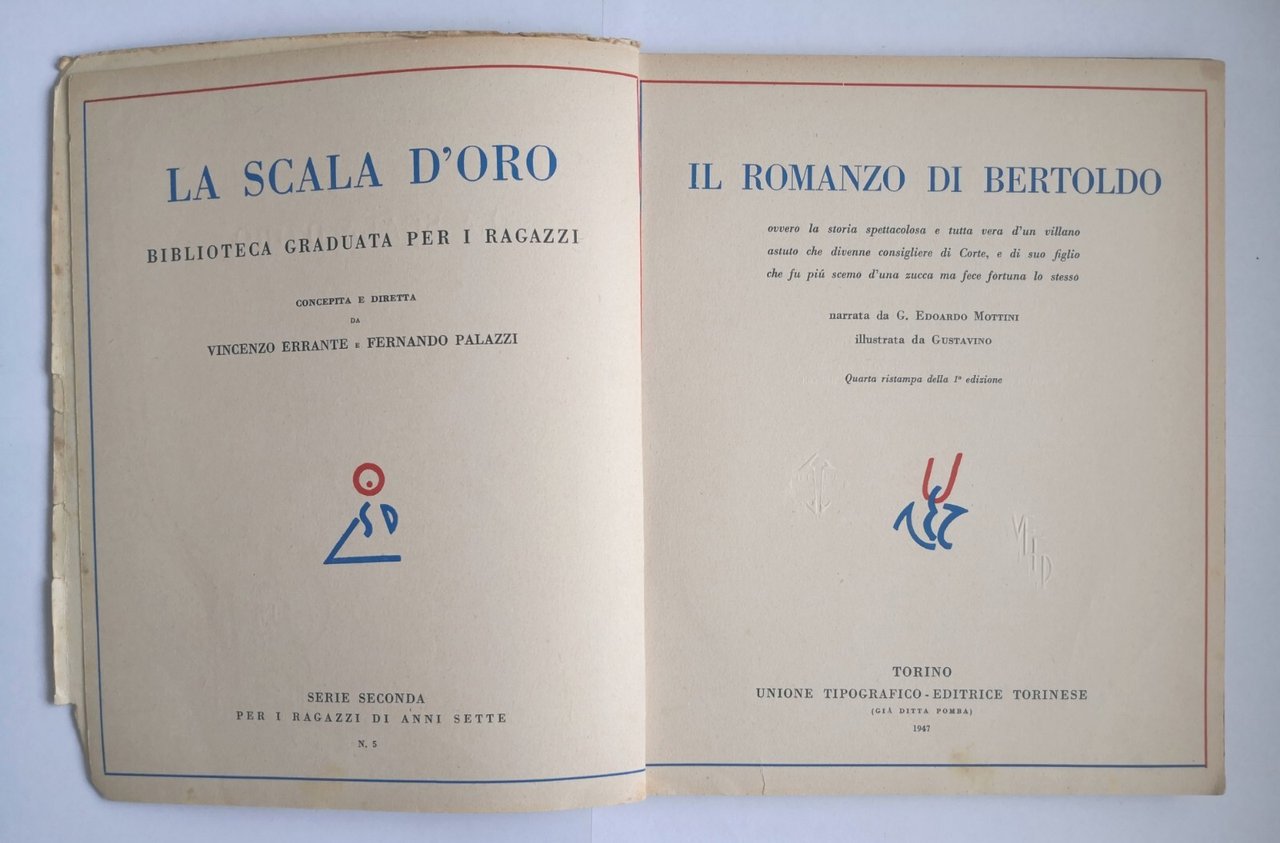 LA SCALA D'ORO
BIBLIOTECA GRADUATA PER I RAGAZZI
CONCEPITA E DIRETTA
DA
VINCENZO ERRANTE E FERNANDO PALAZZI
SD
SERIE SECONDA
PER I RAGAZZI DI ANNI SETTE
N. 5
IL ROMANZO DI BERTOLDO
ovvero la storia spettacolosa e tutta vera d'un villano
astuto che divenne consigliere di Corte, e di suo figlio
che fu piú scemo d'una zucca ma fece fortuna lo stesso
narrata da G. EDOARDO MOTTINI
illustrata da GUSTAVINO
Quarta ristampa della 1ª edizione
TORINO
UNIONE TIPOGRAFICO-EDITRICE TORINESE
(GIÀ DITTA POMBA)
1947